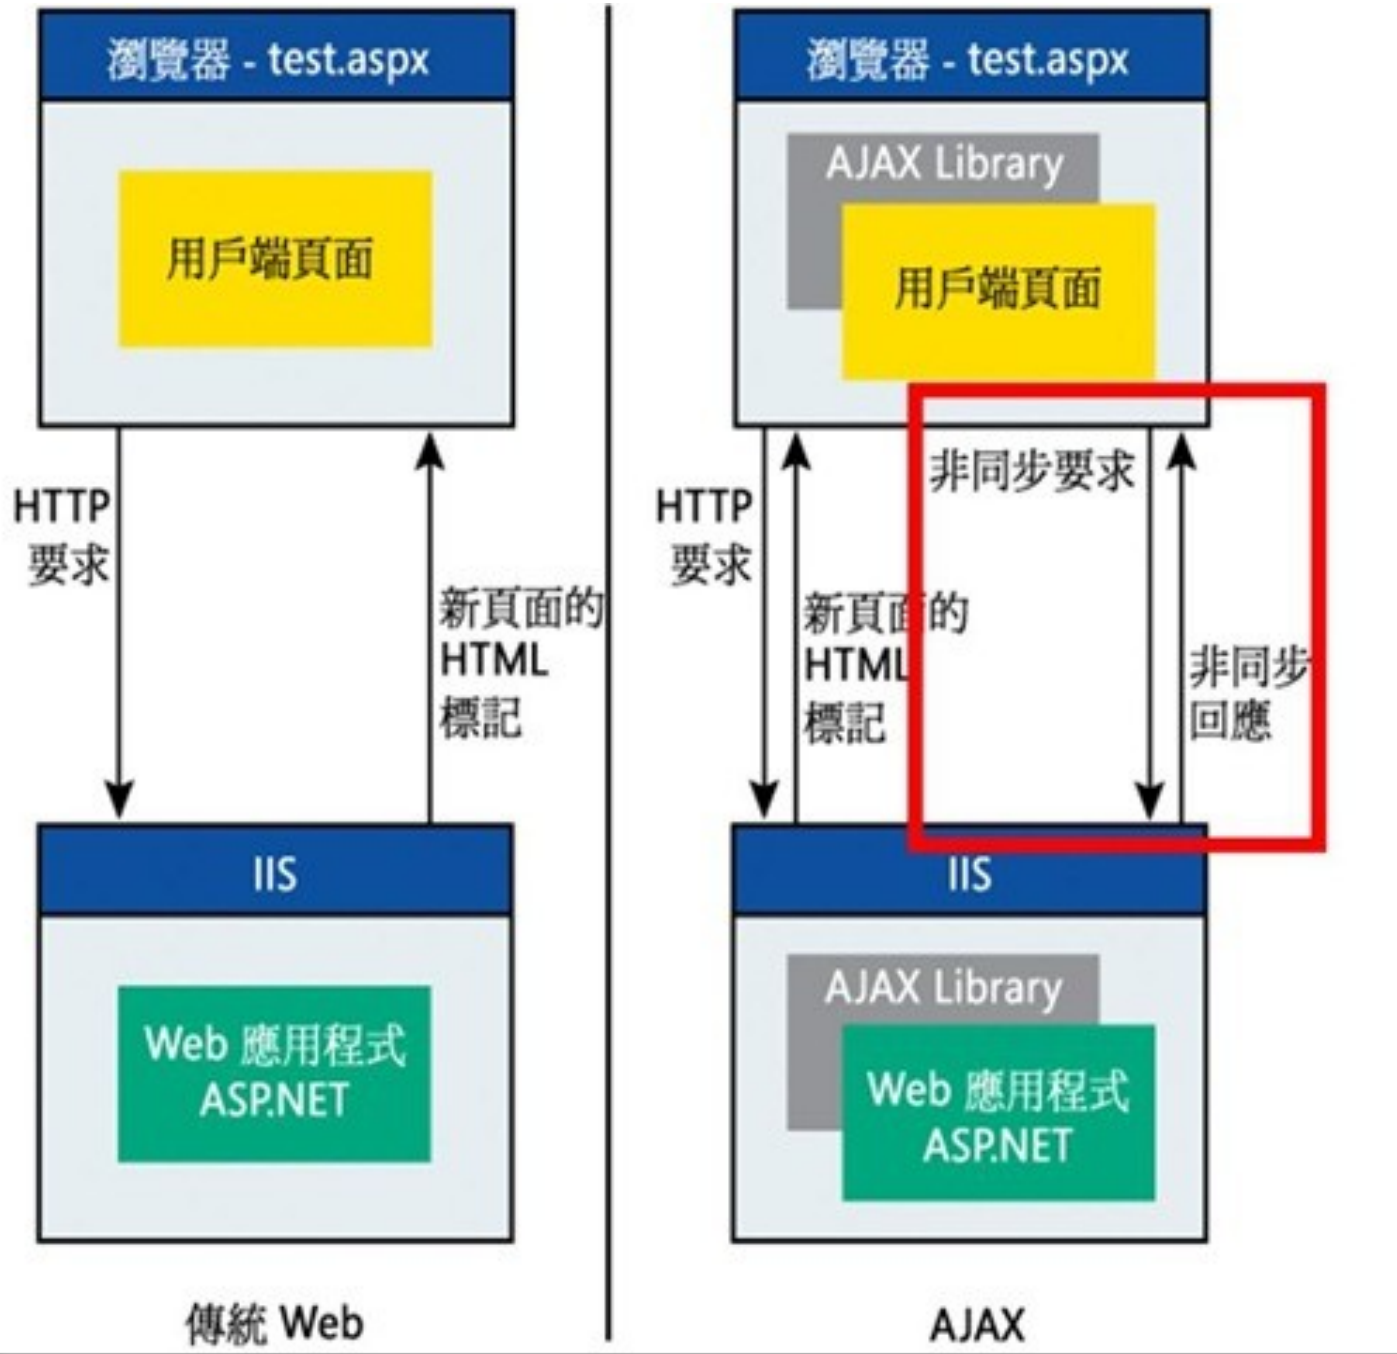 瀏覽器 - test.aspx
用戶端頁面
HTTP
要求
新頁面的
HTML
標記
IIS
Web 應用程式
ASP.NET
傳統 Web
瀏覽器 - test.aspx
AJAX Library
用戶端頁面
HTTP
要求
新頁面的
HTML
標記
非同步要求
非同步
回應
IIS
AJAX Library
Web 應用程式
ASP.NET
AJAX